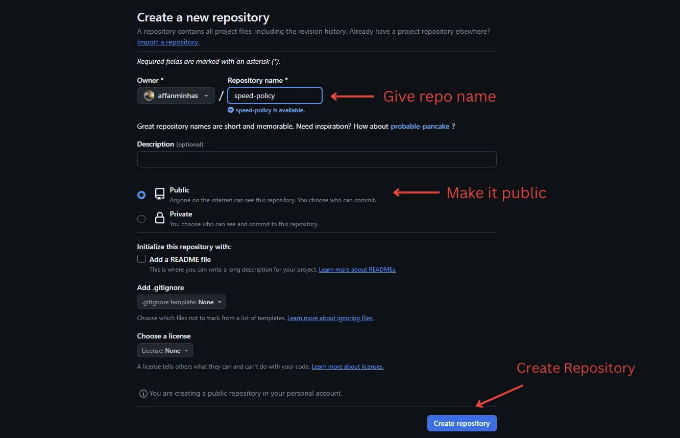 Create a new repository
A repository contains all project files, including the revision history. Already have a project repository elsewhere?
Import a repository.
Required fields are marked with an asterisk (*).
Owner * Repository name *
affanminhas / speed-policy Give repo name
speed-policy is available.
Great repository names are short and memorable. Need inspiration? How about probable-pancake ?
Description (optional)
Public
Anyone on the internet can see this repository. You choose who can commit. Make it public
Private
You choose who can see and commit to this repository.
Initialize this repository with:
Add a README file
This is where you can write a long description for your project. Learn more about READMEs.
Add .gitignore
.gitignore template: None
Choose which files not to track from a list of templates. Learn more about ignoring files.
Choose a license
License: None
A license tells others what they can and can't do with your code. Learn more about licenses.
Create Repository
You are creating a public repository in your personal account.
Create repository